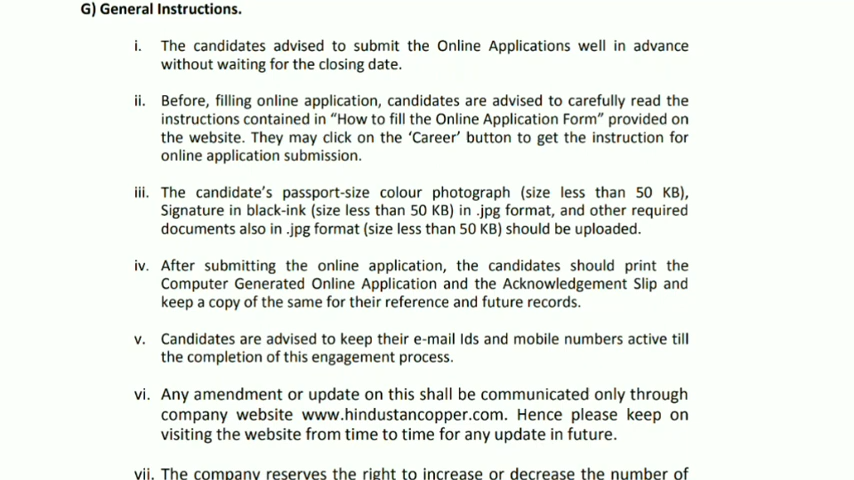 G) General Instructions.
i. The candidates advised to submit the Online Applications well in advance
without waiting for the closing date.
ii. Before, filling online application, candidates are advised to carefully read the
instructions contained in "How to fill the Online Application Form" provided on
the website. They may click on the 'Career' button to get the instruction for
online application submission.
iii. The candidate's passport-size colour photograph (size less than 50 KB),
Signature in black-ink (size less than 50 KB) in .jpg format, and other required
documents also in .jpg format (size less than 50 KB) should be uploaded.
iv. After submitting the online application, the candidates should print the
Computer Generated Online Application and the Acknowledgement Slip and
keep a copy of the same for their reference and future records.
v. Candidates are advised to keep their e-mail Ids and mobile numbers active till
the completion of this engagement process.
vi. Any amendment or update on this shall be communicated only through
company website www.hindustancopper.com. Hence please keep on
visiting the website from time to time for any update in future.
vii. The company reserves the right to increase or decrease the number of